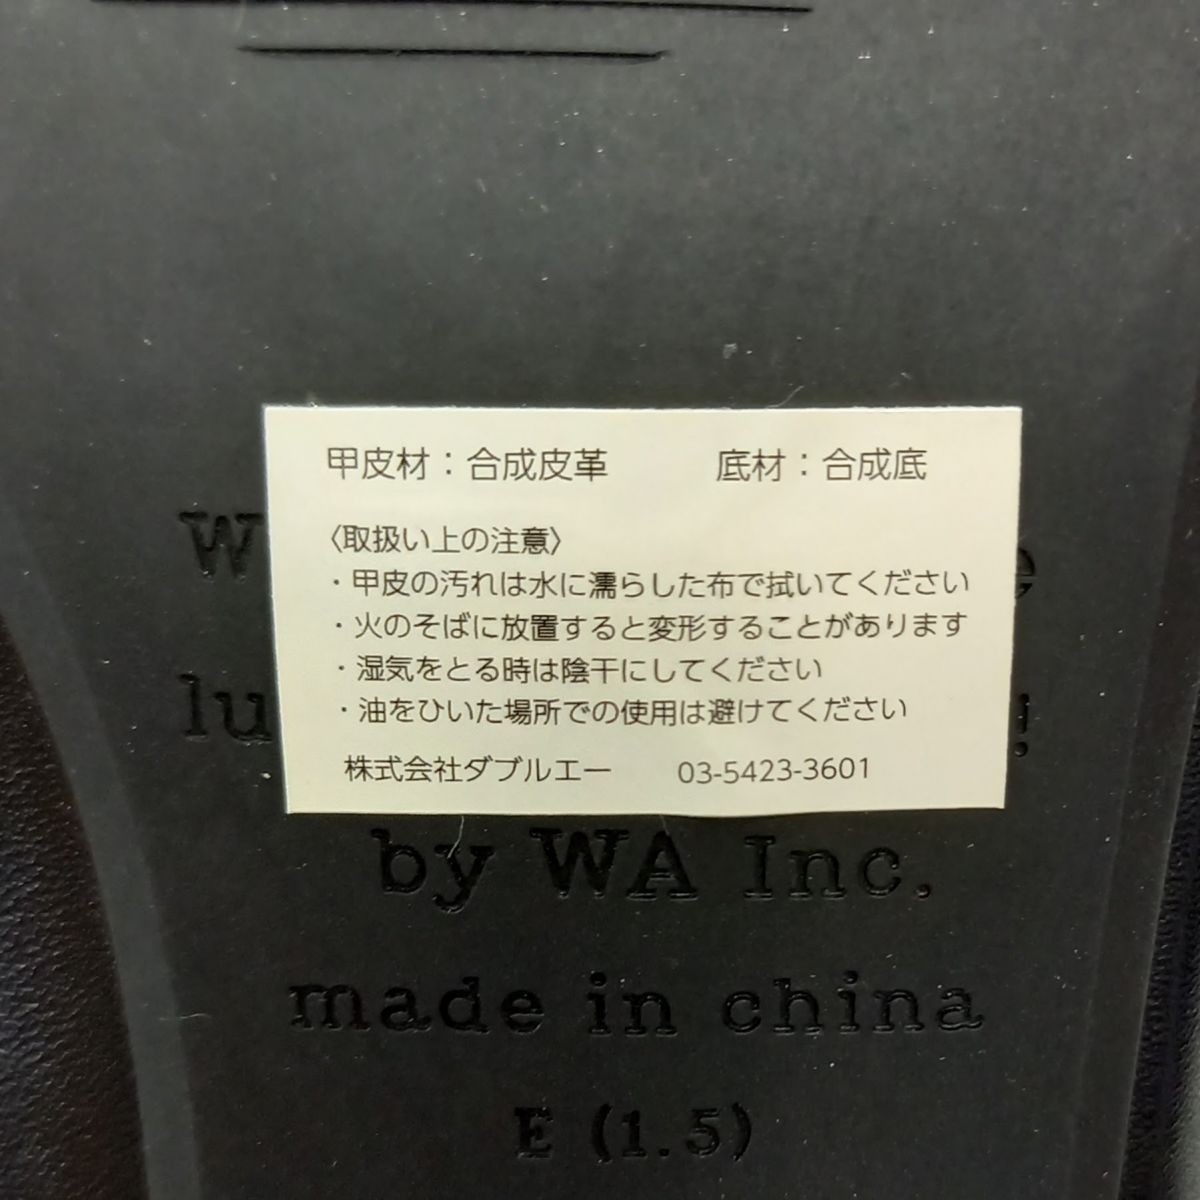 甲皮材：合成皮革　底材：合成底
〈取扱い上の注意〉
・甲皮の汚れは水に濡らした布で拭いてください
・火のそばに放置すると変形することがあります
・湿気をとる時は陰干にしてください
・油をひいた場所での使用は避けてください
株式会社ダブルエー　03-5423-3601
by WA Inc.
made in china
E (1.5)